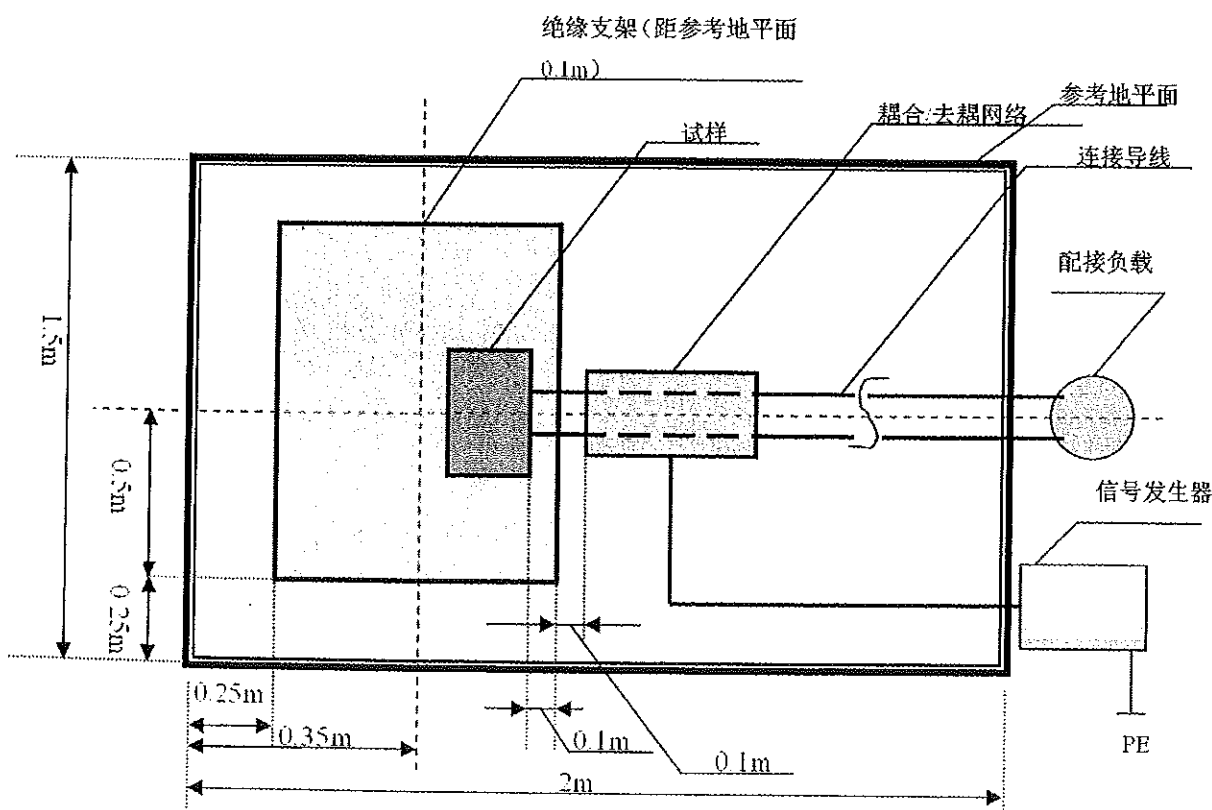 绝缘支架(距参考地平面
0.1m)
参考地平面
耦合/去耦网络
试样
连接导线
配接负载
1.5m
0.5m
信号发生器
0.25m
0.25m
0.35m
0.1m
0.1m
PE
2m